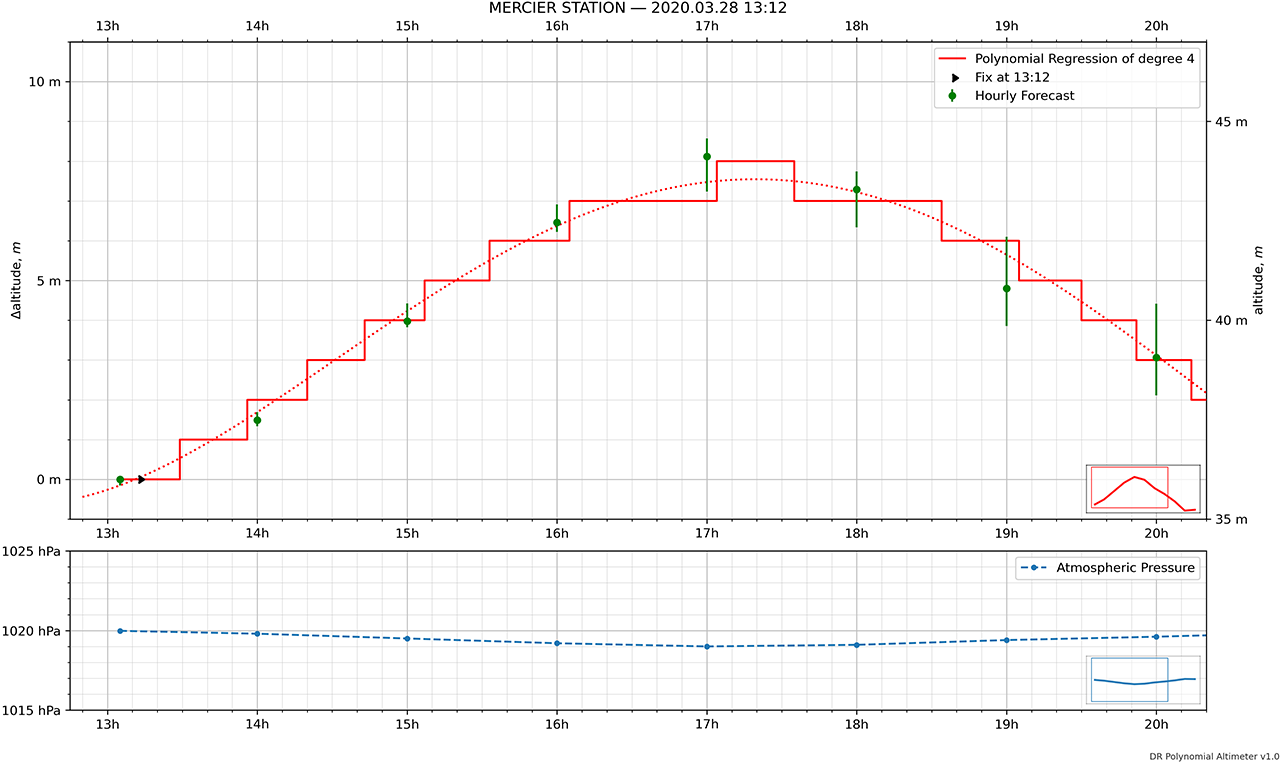 MERCIER STATION — 2020.03.28 13:12
13h 14h 15h 16h 17h 18h 19h 20h
Polynomial Regression of degree 4
Fix at 13:12
Hourly Forecast
10 m
5 m
0 m
Δaltitude, m
45 m
40 m
35 m
altitude, m
13h 14h 15h 16h 17h 18h 19h 20h
1025 hPa
1020 hPa
1015 hPa
Atmospheric Pressure
13h 14h 15h 16h 17h 18h 19h 20h
DR Polynomial Altimeter v1.0